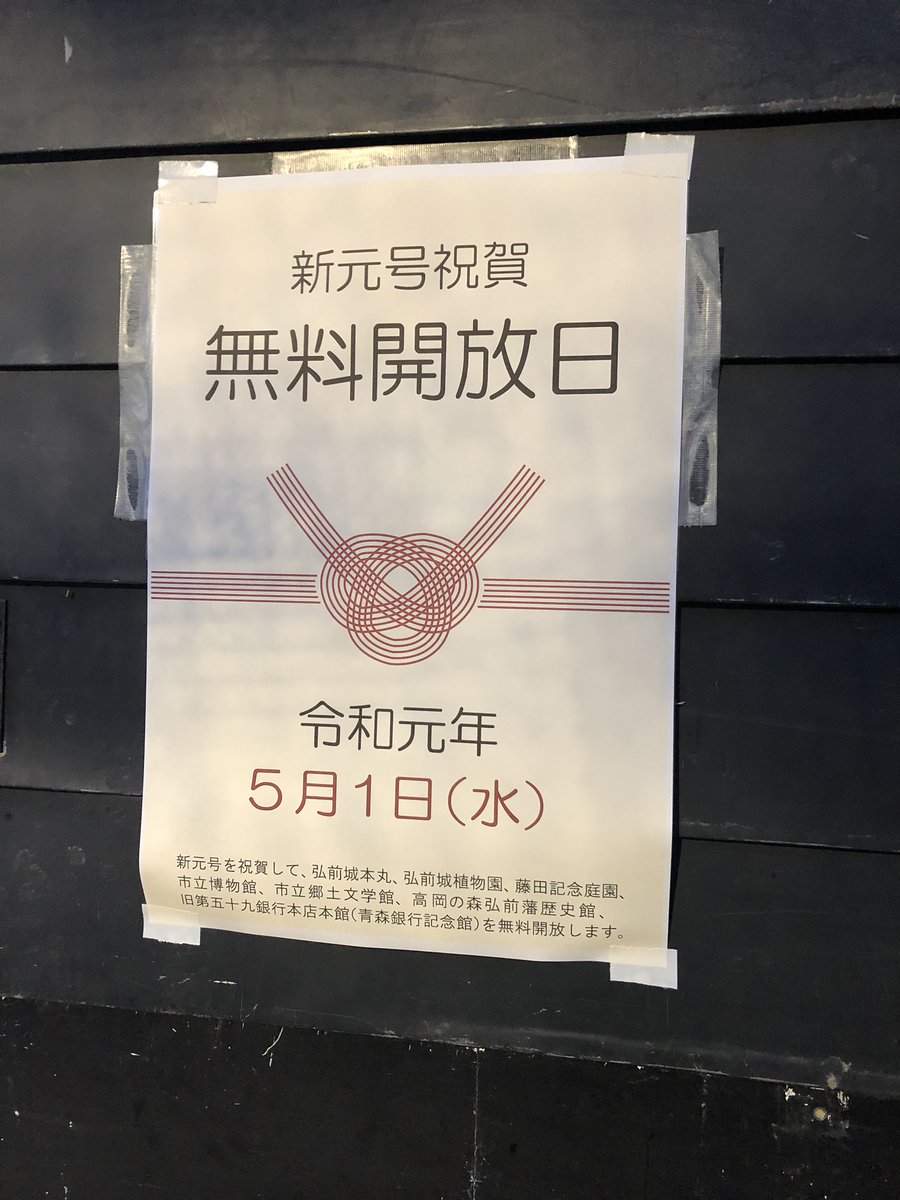 新元号祝賀
無料開放日
令和元年
５月１日（水）
新元号を祝賀して、弘前城本丸、弘前城植物園、藤田記念庭園、
市立博物館、市立郷土文学館、高岡の森弘前藩歴史館、
旧第五十九銀行本店本館（青森銀行記念館）を無料開放します。